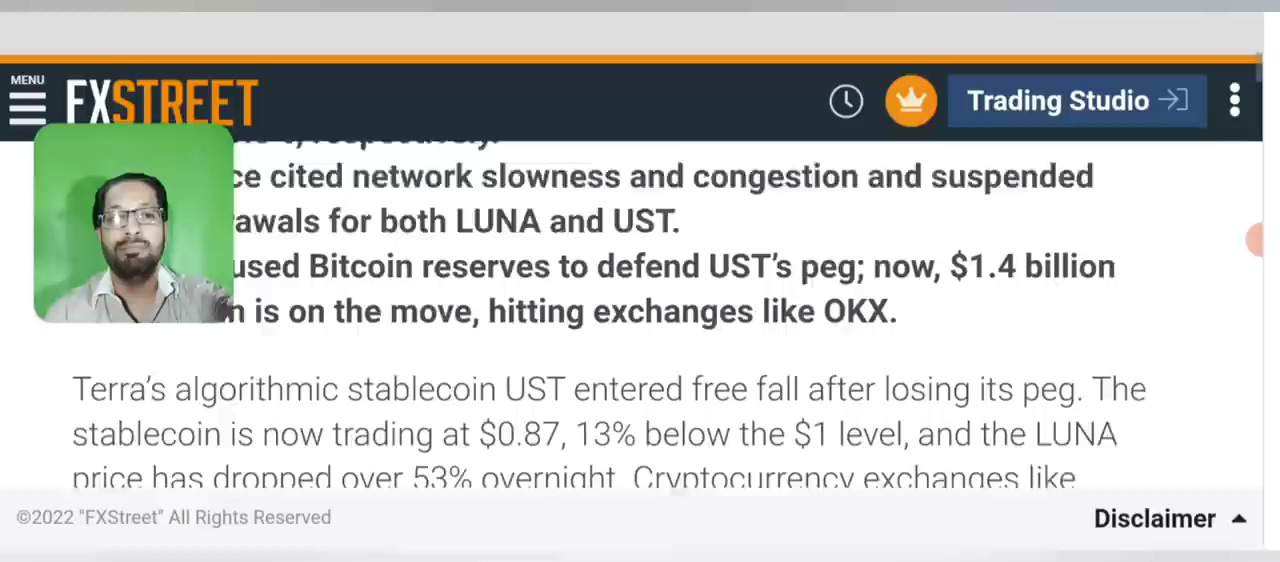 MENU
FXSTREET
Trading Studio
respectively.
ce cited network slowness and congestion and suspended
rawals for both LUNA and UST.
used Bitcoin reserves to defend UST's peg; now, $1.4 billion
n is on the move, hitting exchanges like OKX.
Terra's algorithmic stablecoin UST entered free fall after losing its peg. The
stablecoin is now trading at $0.87, 13% below the $1 level, and the LUNA
price has dropped over 53% overnight. Cryptocurrency exchanges like
©2022 "FXStreet" All Rights Reserved
Disclaimer